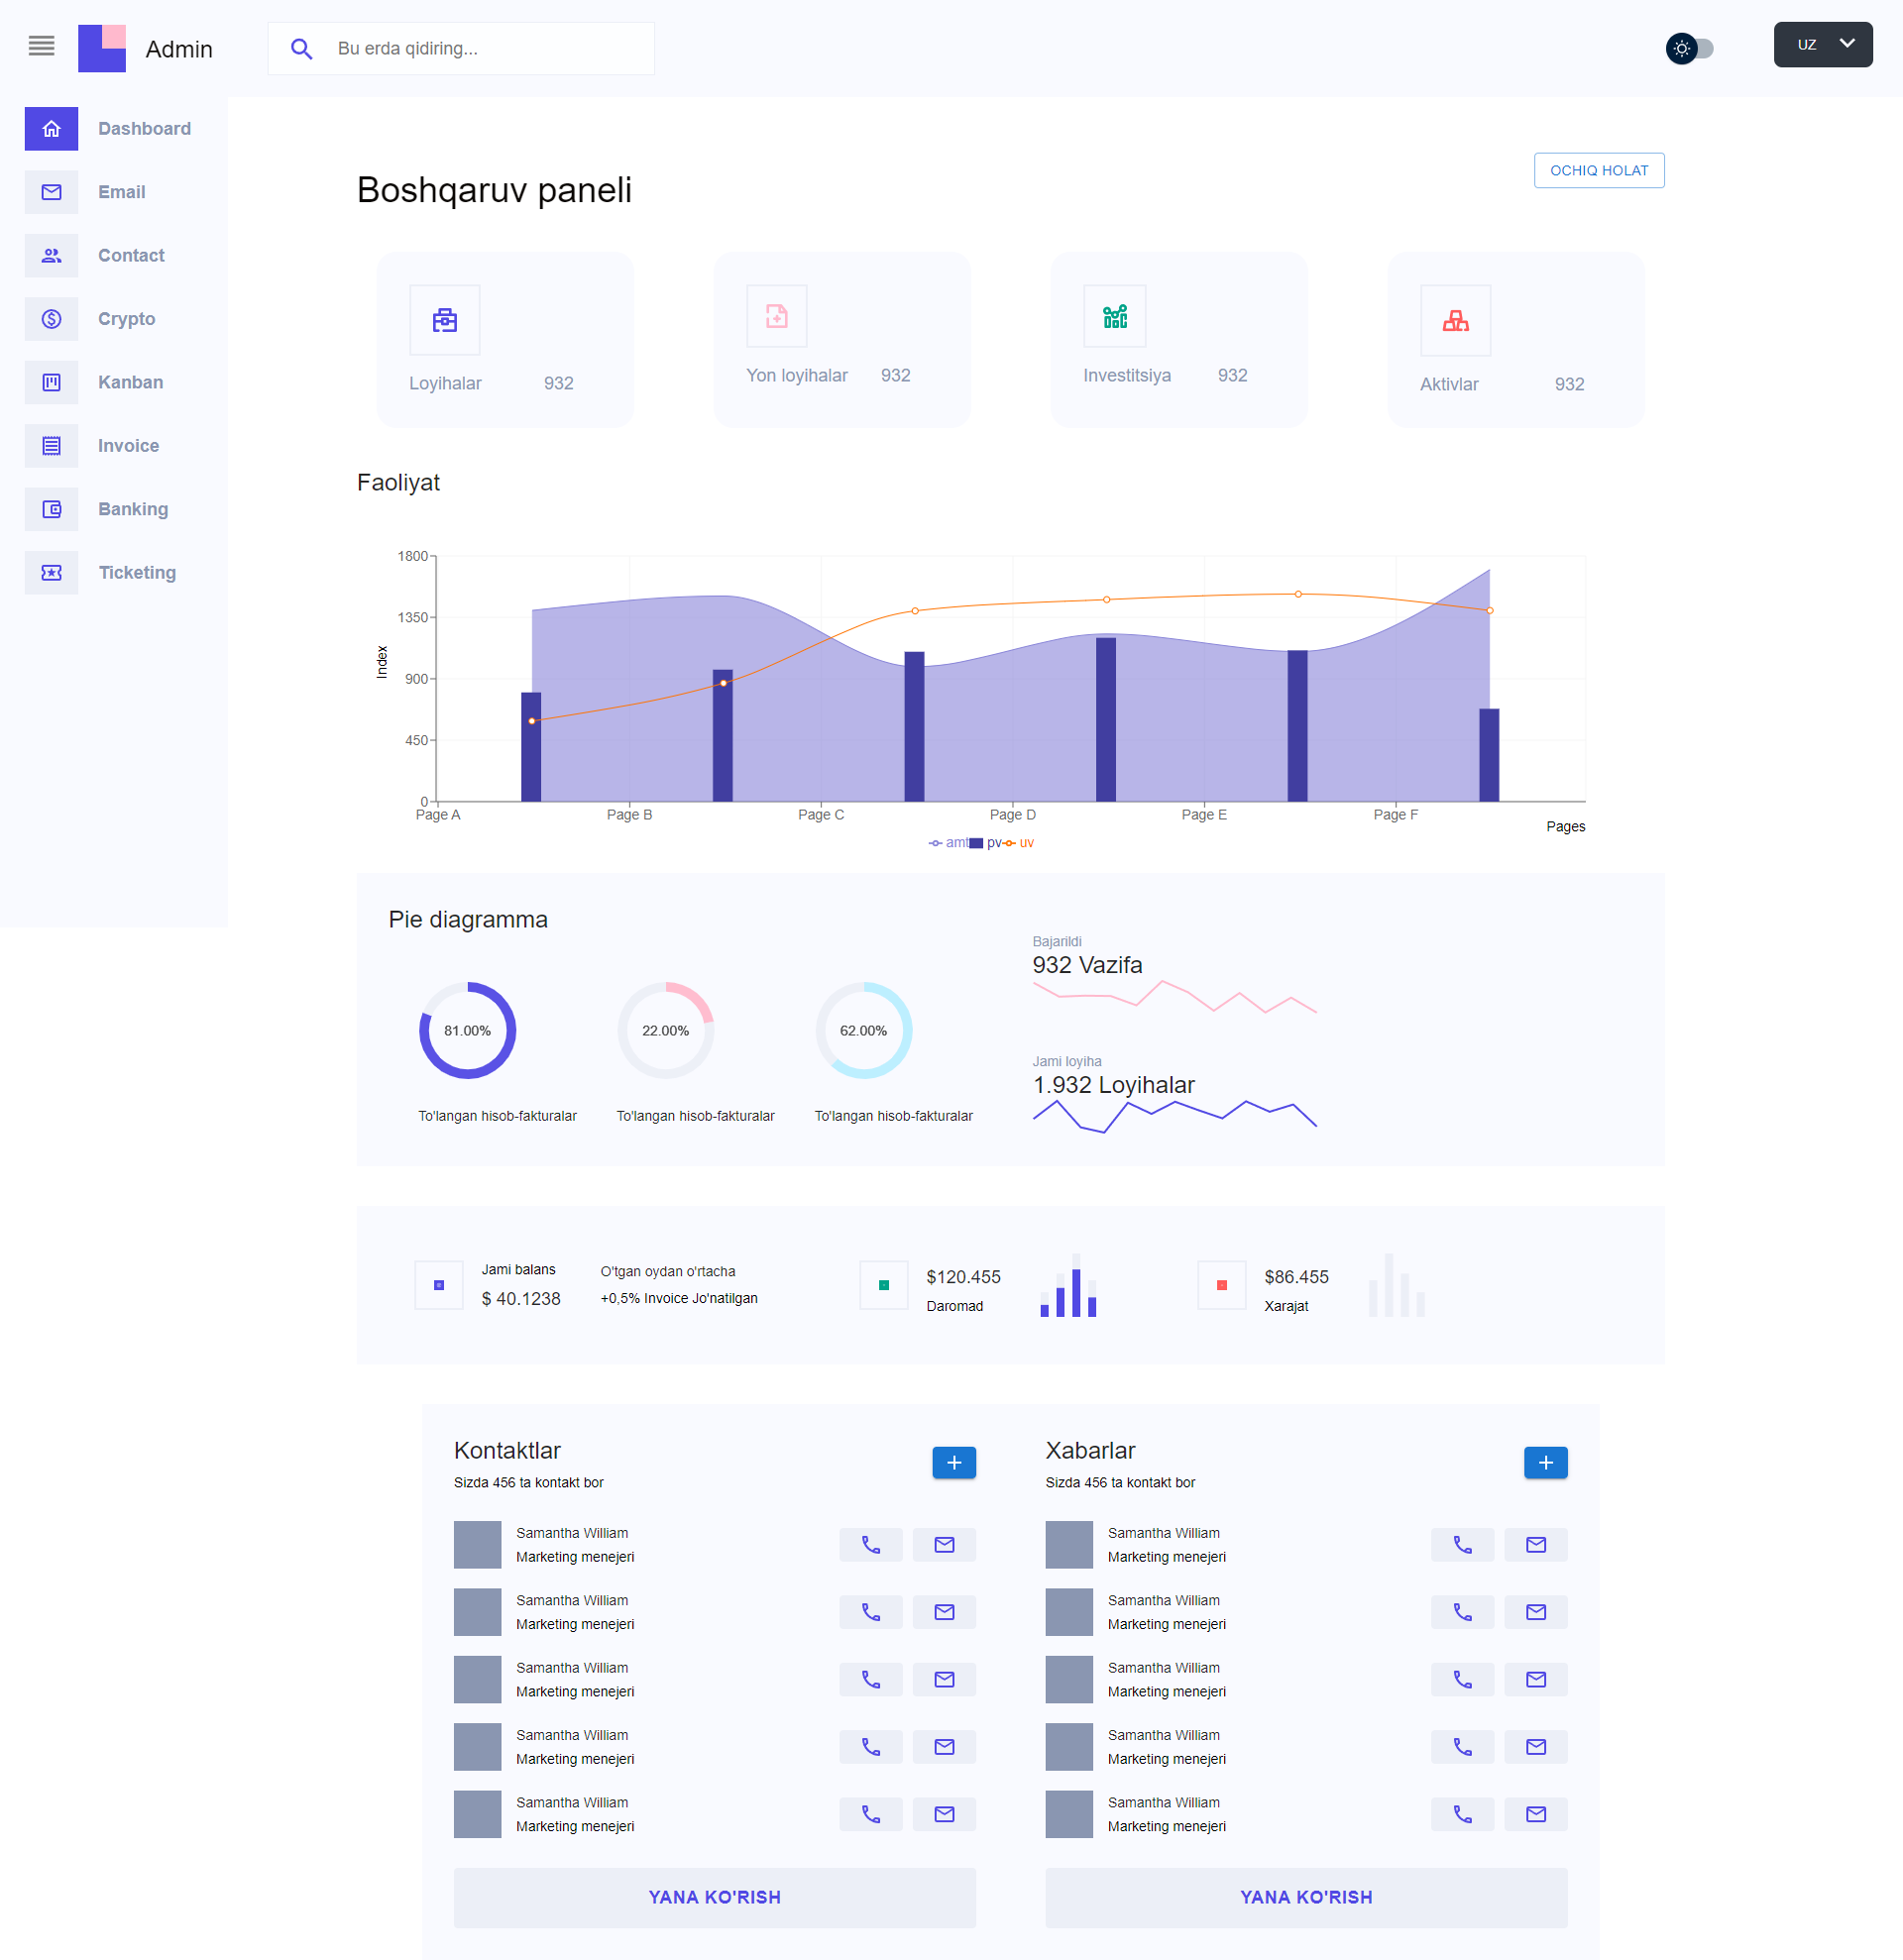 Admin
Bu erda qidiring...
UZ
Dashboard
Email
Contact
Crypto
Kanban
Invoice
Banking
Ticketing
Boshqaruv paneli
OCHIQ HOLAT
Loyihalar 932
Yon loyihalar 932
Investitsiya 932
Aktivlar 932
Faoliyat
1800
1350
900
450
0
Index
Page A Page B Page C Page D Page E Page F
Pages
amt pv uv
Pie diagramma
81.00% 22.00% 62.00%
To'langan hisob-fakturalar To'langan hisob-fakturalar To'langan hisob-fakturalar
Bajarildi
932 Vazifa
Jami loyiha
1.932 Loyihalar
Jami balans
$ 40.1238
O'tgan oydan o'rtacha
+0,5% Invoice Jo'natilgan
$120.455
Daromad
$86.455
Xarajat
Kontaktlar
Sizda 456 ta kontakt bor
Samantha William
Marketing menejeri
Samantha William
Marketing menejeri
Samantha William
Marketing menejeri
Samantha William
Marketing menejeri
Samantha William
Marketing menejeri
YANA KO'RISH
Xabarlar
Sizda 456 ta kontakt bor
Samantha William
Marketing menejeri
Samantha William
Marketing menejeri
Samantha William
Marketing menejeri
Samantha William
Marketing menejeri
Samantha William
Marketing menejeri
YANA KO'RISH